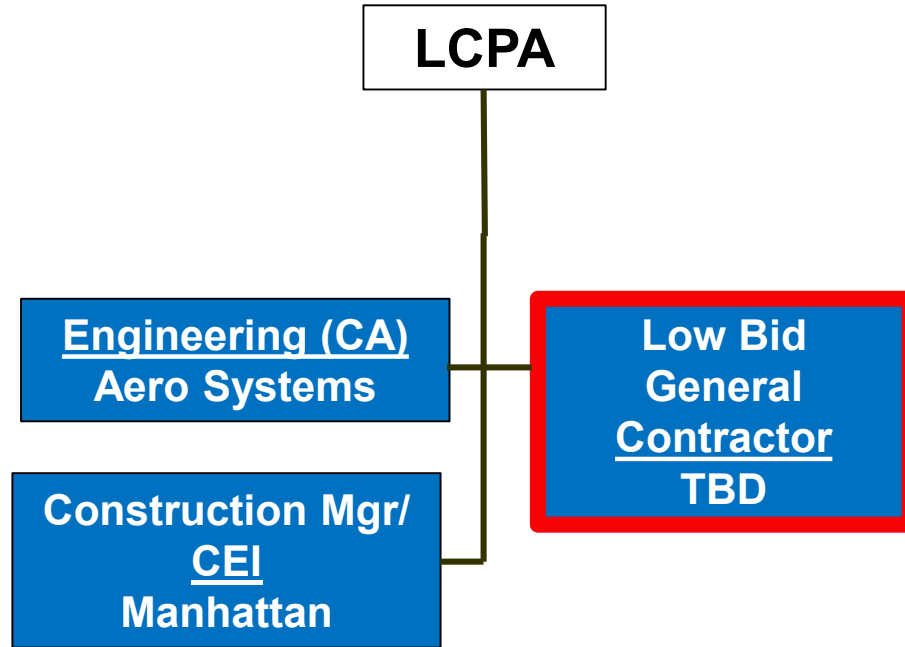 LCPA
Engineering (CA)
Aero Systems
Low Bid
General
Contractor
TBD
Construction Mgr/
CEI
Manhattan